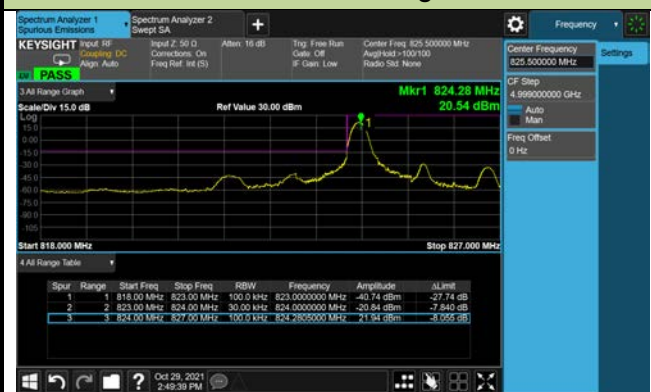 Spectrum Analyzer 1
Spurious Emissions
Spectrum Analyzer 2
Swept SA
+
Frequency
KEYSIGHT
Input: RF
Coupling: DC
Align: Auto
Input Z: 50 Ω
Corrections: On
Freq Ref: Int (S)
Atten: 16 dB
Trig: Free Run
Gate: Off
IF Gain: Low
Center Freq: 825.500000 MHz
Avg|Hold:>100/100
Radio Std: None
PASS
Center Frequency
825.500000 MHz
Settings
CF Step
4.999000000 GHz
Auto
Man
Freq Offset
0 Hz
3 All Range Graph
Mkr1 824.28 MHz
20.54 dBm
Scale/Div 15.0 dB
Ref Value 30.00 dBm
Log
15.0
0.00
-15.0
-30.0
-45.0
-60.0
-75.0
-90.0
-105
1
Start 818.000 MHz
Stop 827.000 MHz
4 All Range Table
Spur Range Start Freq Stop Freq RBW Frequency Amplitude ΔLimit
1 1 818.00 MHz 823.00 MHz 100.0 kHz 823.0000000 MHz -40.74 dBm -27.74 dB
2 2 823.00 MHz 824.00 MHz 30.00 kHz 824.0000000 MHz -20.84 dBm -7.840 dB
3 3 824.00 MHz 827.00 MHz 100.0 kHz 824.2805000 MHz 21.94 dBm -8.055 dB
?
Oct 29, 2021
2:49:39 PM